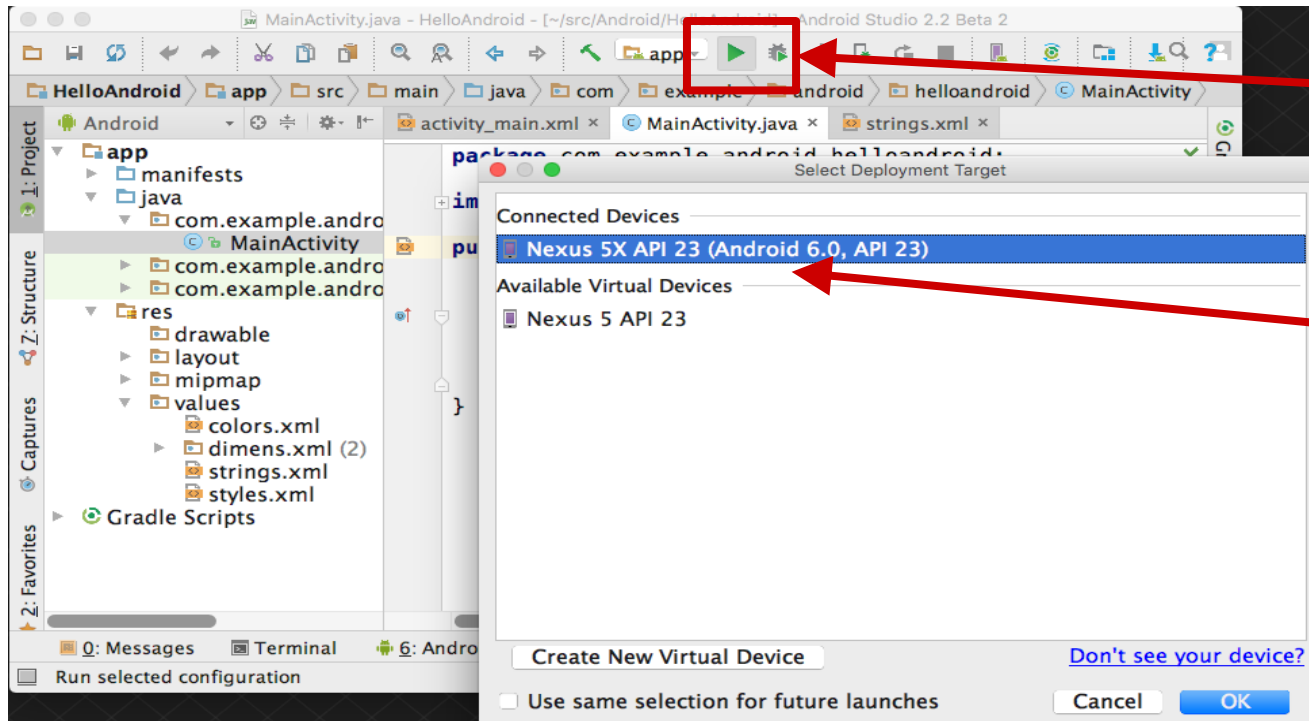 MainActivity.java - HelloAndroid - [~/src/Android/HelloAndroid] - Android Studio 2.2 Beta 2
app
HelloAndroid app src main java com example android helloandroid MainActivity
1: Project
Android
activity_main.xml × MainActivity.java × strings.xml ×
app
manifests
java
com.example.andro
MainActivity
com.example.andro
com.example.andro
res
drawable
layout
mipmap
values
colors.xml
dimens.xml (2)
strings.xml
styles.xml
Gradle Scripts
Z: Structure
Captures
2: Favorites
package com.example.android.helloandroid;
im
pu
}
Select Deployment Target
Connected Devices
Nexus 5X API 23 (Android 6.0, API 23)
Available Virtual Devices
Nexus 5 API 23
Create New Virtual Device
Don't see your device?
Use same selection for future launches
Cancel
OK
0: Messages Terminal 6: Andro
Run selected configuration